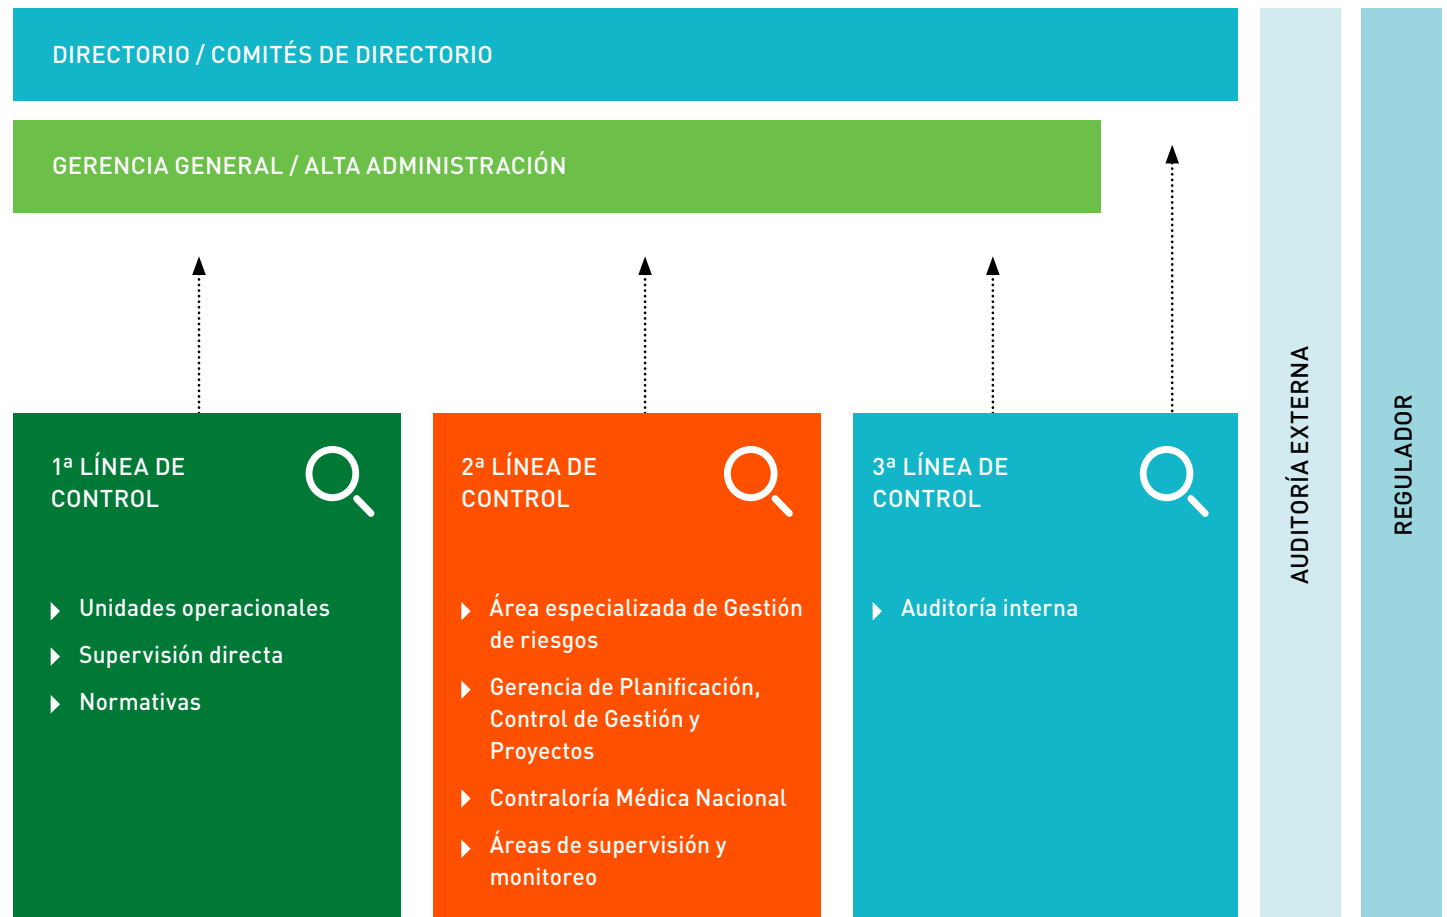 DIRECTORIO / COMITÉS DE DIRECTORIO
GERENCIA GENERAL / ALTA ADMINISTRACIÓN
1ª LÍNEA DE
CONTROL
Unidades operacionales
Supervisión directa
Normativas
2ª LÍNEA DE
CONTROL
Área especializada de Gestión
de riesgos
Gerencia de Planificación,
Control de Gestión y
Proyectos
Contraloría Médica Nacional
Áreas de supervisión y
monitoreo
3ª LÍNEA DE
CONTROL
Auditoría interna
AUDITORÍA EXTERNA
REGULADOR